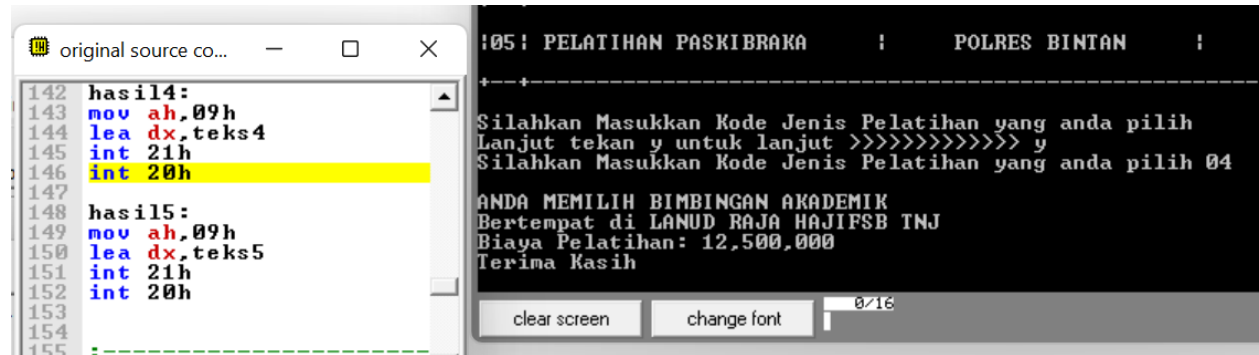 original source co...
142 hasil4:
143 mov ah,09h
144 lea dx,teks4
145 int 21h
146 int 20h
147
148 hasil5:
149 mov ah,09h
150 lea dx,teks5
151 int 21h
152 int 20h
153
154
155 ;----------------------
|05| PELATIHAN PASKIBRAKA | POLRES BINTAN |
+--+----------------------------------------------------------
Silahkan Masukkan Kode Jenis Pelatihan yang anda pilih
Lanjut tekan y untuk lanjut >>>>>>>>>>>>> y
Silahkan Masukkan Kode Jenis Pelatihan yang anda pilih 04
ANDA MEMILIH BIMBINGAN AKADEMIK
Bertempat di LANUD RAJA HAJIFSB TNJ
Biaya Pelatihan: 12,500,000
Terima Kasih
clear screen
change font
0/16